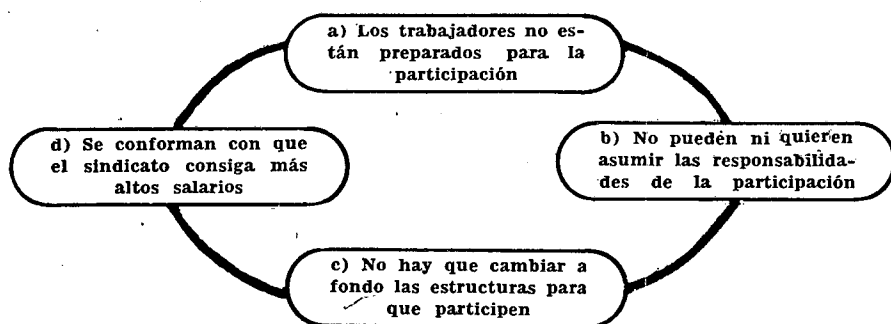 a) Los trabajadores no es-
tán preparados para la
participación
d) Se conforman con que
el sindicato consiga más
altos salarios
b) No pueden ni quieren
asumir las responsabilida-
des de la participación
c) No hay que cambiar a
fondo las estructuras para
que participen